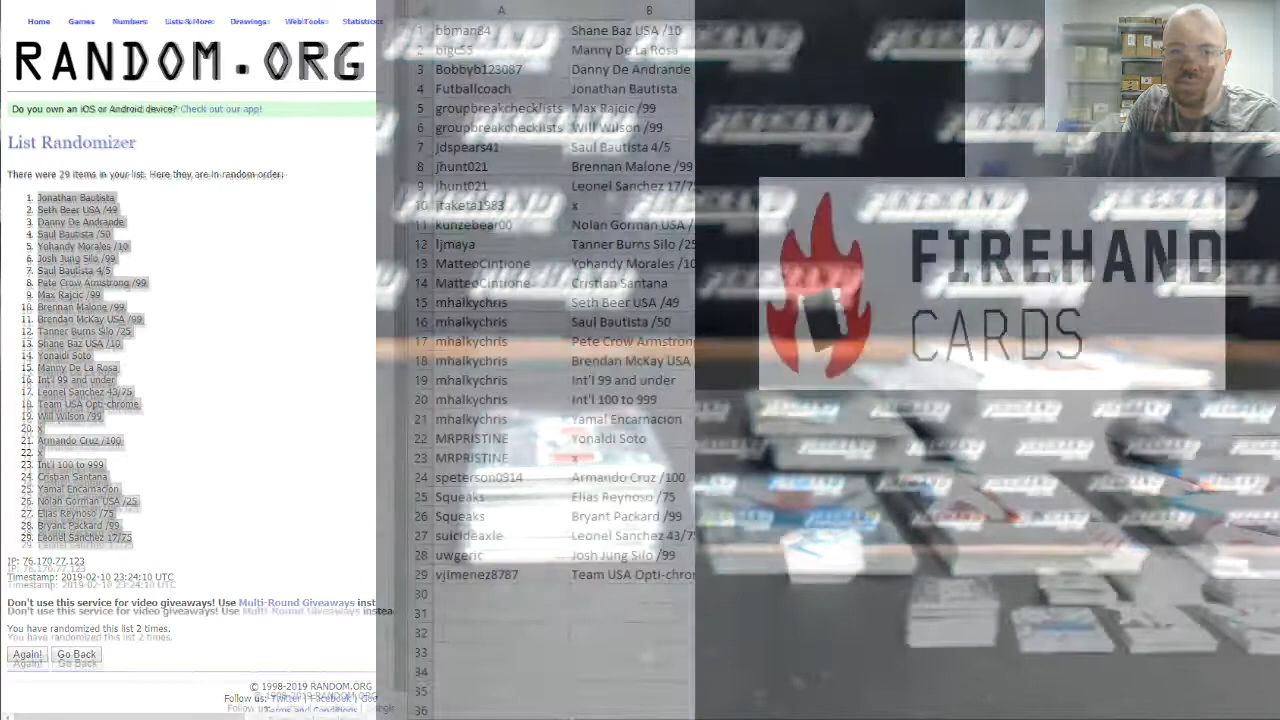 Home Games Numbers Lists & More Drawings Web Tools Statistics
RANDOM.ORG
Do you own an iOS or Android device? Check out our app!
List Randomizer
There were 29 items in your list. Here they are in random order:
1. Jonathan Bautista
2. Seth Beer USA /49
3. Danny De Andrande
4. Saul Bautista /50
5. Yohandy Morales /10
6. Josh Jung Silo /99
7. Saul Bautista 4/5
8. Pete Crow Armstrong /99
9. Max Rajcic /99
10. Brennan Malone /99
11. Brendan McKay USA /99
12. Tanner Burns Silo /25
13. Shane Baz USA /10
14. Yonaldi Soto
15. Manny De La Rosa
16. Int'l 99 and under
17. Leonel Sanchez 43/75
18. Team USA Opti-chrome
19. Will Wilson /99
20. x
21. Armando Cruz /100
22. x
23. Int'l 100 to 999
24. Cristian Santana
25. Yamal Encarnacion
26. Nolan Gorman USA /25
27. Elias Reynoso /75
28. Bryant Packard /99
29. Leonel Sanchez 17/75
IP: 76.170.77.123
Timestamp: 2019-02-10 23:24:10 UTC
Don't use this service for video giveaways! Use Multi-Round Giveaways instead
You have randomized this list 2 times.
Again! Go Back
© 1998-2019 RANDOM.ORG
Follow us: Twitter | Facebook | Goo
Terms and Conditions
A B
1 bbman84 Shane Baz USA /10
2 bigc55 Manny De La Rosa
3 Bobbyb123087 Danny De Andrande
4 Futballcoach Jonathan Bautista
5 groupbreakchecklists Max Rajcic /99
6 groupbreakchecklists Will Wilson /99
7 jdspears41 Saul Bautista 4/5
8 jhunt021 Brennan Malone /99
9 jhunt021 Leonel Sanchez 17/75
10 jtaketa1983 x
11 kunzebear00 Nolan Gorman USA /
12 ljmaya Tanner Burns Silo /25
13 MatteoCintione Yohandy Morales /10
14 MatteoCintione Cristian Santana
15 mhalkychris Seth Beer USA /49
16 mhalkychris Saul Bautista /50
17 mhalkychris Pete Crow Armstrong
18 mhalkychris Brendan McKay USA
19 mhalkychris Int'l 99 and under
20 mhalkychris Int'l 100 to 999
21 mhalkychris Yamal Encarnacion
22 MRPRISTINE Yonaldi Soto
23 MRPRISTINE x
24 speterson0914 Armando Cruz /100
25 Squeaks Elias Reynoso /75
26 Squeaks Bryant Packard /99
27 suicideaxle Leonel Sanchez 43/75
28 uwgeric Josh Jung Silo /99
29 vjimenez8787 Team USA Opti-chrom
30
31
32
33
34
35
36
FIREHAND
CARDS